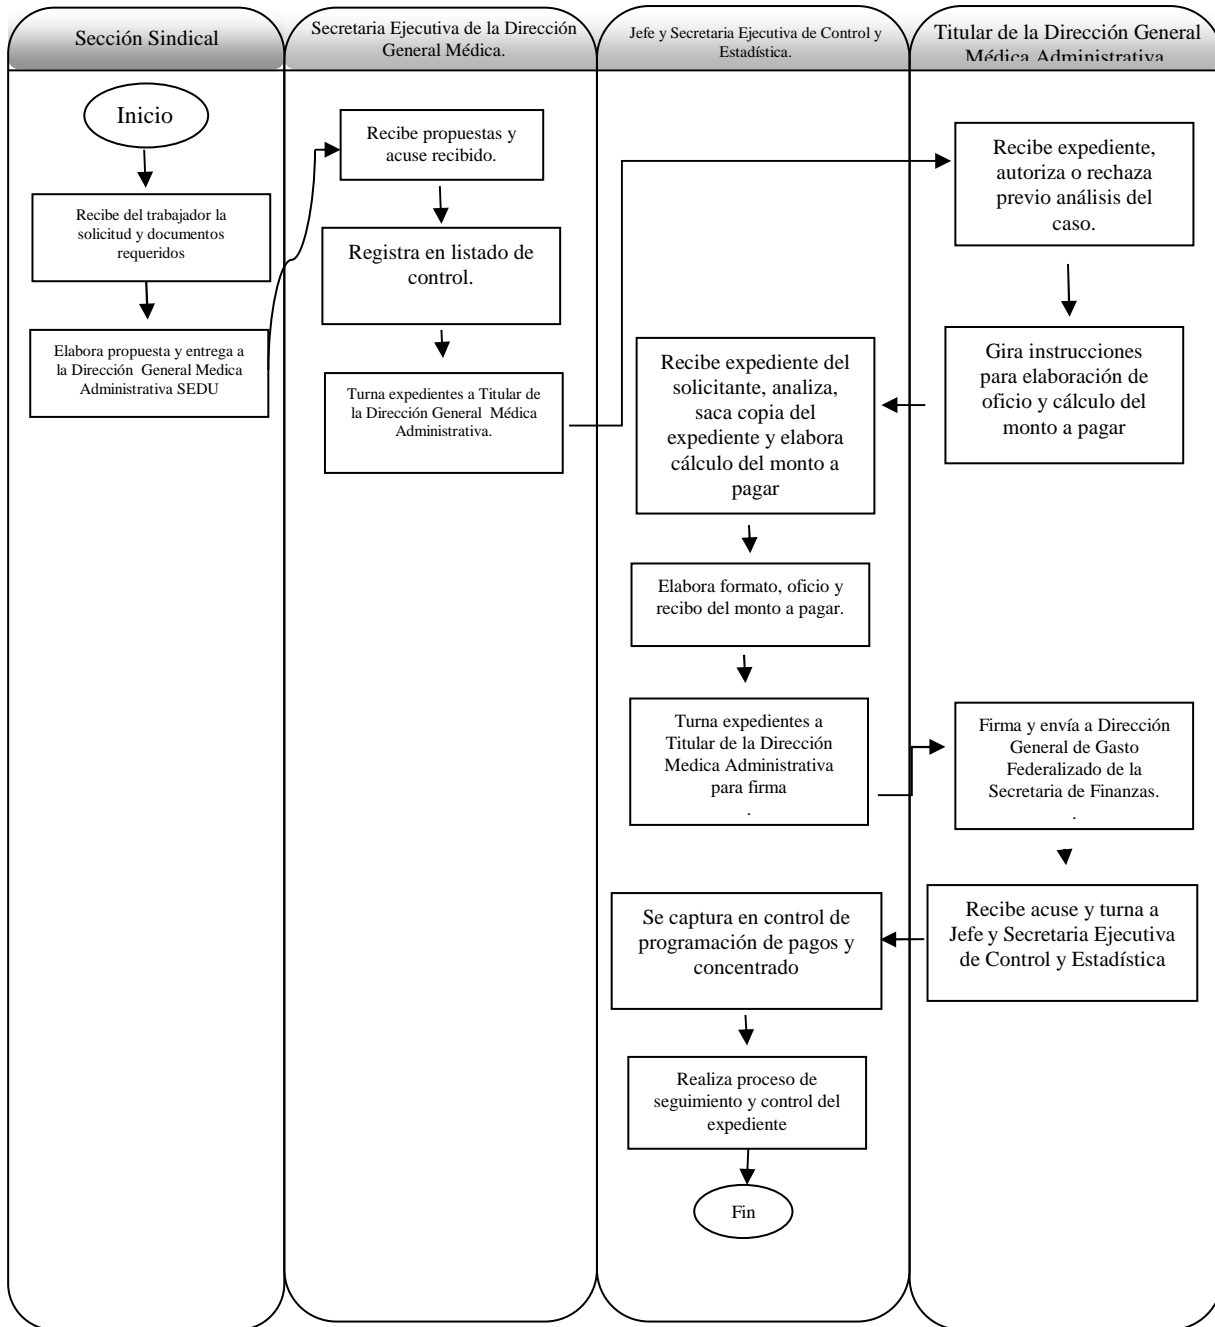 Sección Sindical
Secretaria Ejecutiva de la Dirección
General Médica.
Jefe y Secretaria Ejecutiva de Control y
Estadística.
Titular de la Dirección General
Médica Administrativa
Inicio
Recibe del trabajador la
solicitud y documentos
requeridos
Elabora propuesta y entrega a
la Dirección General Medica
Administrativa SEDU
Recibe propuestas y
acuse recibido.
Registra en listado de
control.
Turna expedientes a Titular de
la Dirección General Médica
Administrativa.
Recibe expediente,
autoriza o rechaza
previo análisis del
caso.
Gira instrucciones
para elaboración de
oficio y cálculo del
monto a pagar
Recibe expediente del
solicitante, analiza,
saca copia del
expediente y elabora
cálculo del monto a
pagar
Elabora formato, oficio y
recibo del monto a pagar.
Turna expedientes a
Titular de la Dirección
Medica Administrativa
para firma
.
Firma y envía a Dirección
General de Gasto
Federalizado de la
Secretaria de Finanzas.
.
Recibe acuse y turna a
Jefe y Secretaria Ejecutiva
de Control y Estadística
Se captura en control de
programación de pagos y
concentrado
Realiza proceso de
seguimiento y control del
expediente
Fin